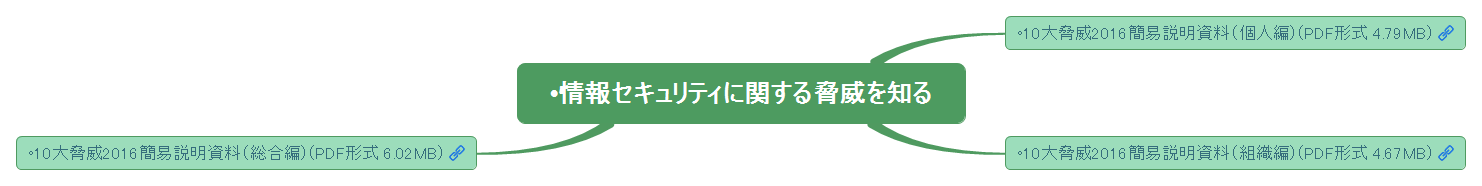 ◦10大脅威2016簡易説明資料（個人編）（PDF形式 4.79MB）
•情報セキュリティに関する脅威を知る
◦10大脅威2016簡易説明資料（総合編）（PDF形式 6.02MB）
◦10大脅威2016簡易説明資料（組織編）（PDF形式 4.67MB）